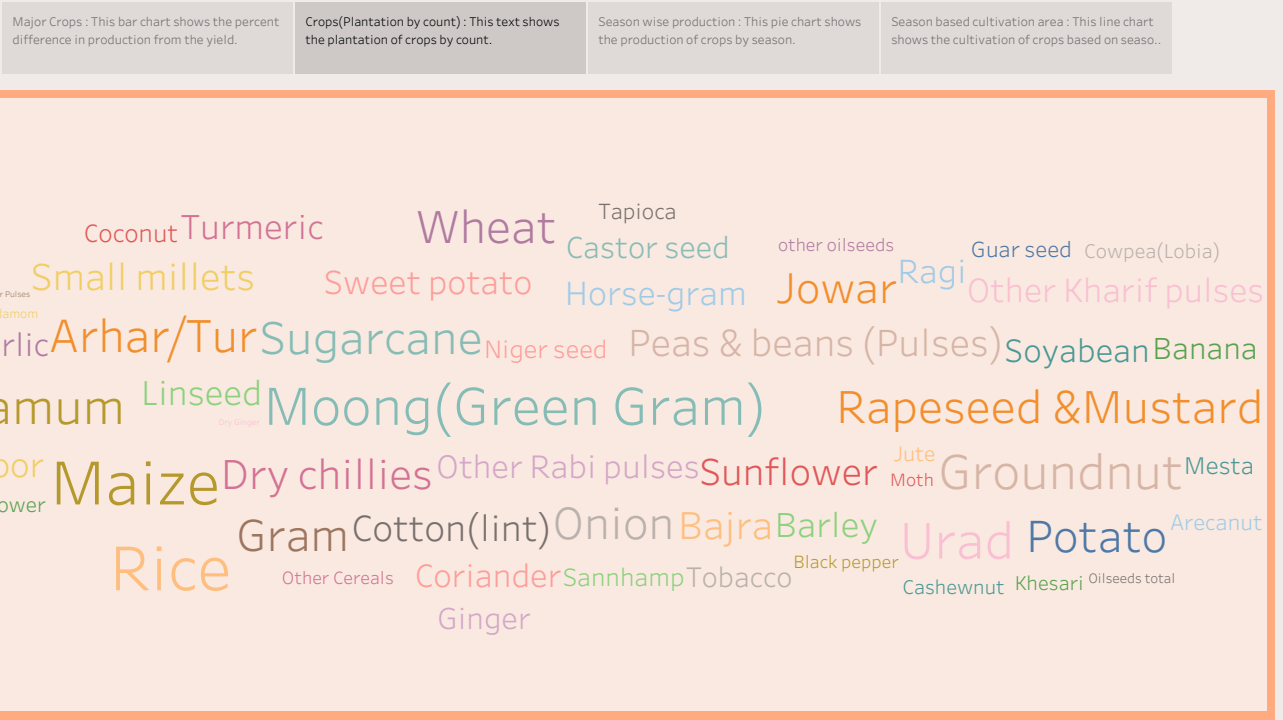 Major Crops : This bar chart shows the percent
difference in production from the yield.
Crops(Plantation by count) : This text shows
the plantation of crops by count.
Season wise production : This pie chart shows
the production of crops by season.
Season based cultivation area : This line chart
shows the cultivation of crops based on seaso..
Tapioca
Coconut Turmeric Wheat
Castor seed other oilseeds Guar seed Cowpea(Lobia)
Small millets Sweet potato Horse-gram Jowar Ragi Other Kharif pulses
r Pulses
lamom
rlic Arhar/Tur Sugarcane Niger seed Peas & beans (Pulses) Soyabean Banana
amum Linseed Moong(Green Gram) Rapeseed &Mustard
Dry Ginger
oor Maize Dry chillies Other Rabi pulses Sunflower Jute Groundnut Mesta
Moth
ower
Gram Cotton(lint) Onion Bajra Barley Urad Potato Arecanut
Rice Other Cereals Coriander Sannhamp Tobacco Black pepper
Cashewnut Khesari Oilseeds total
Ginger